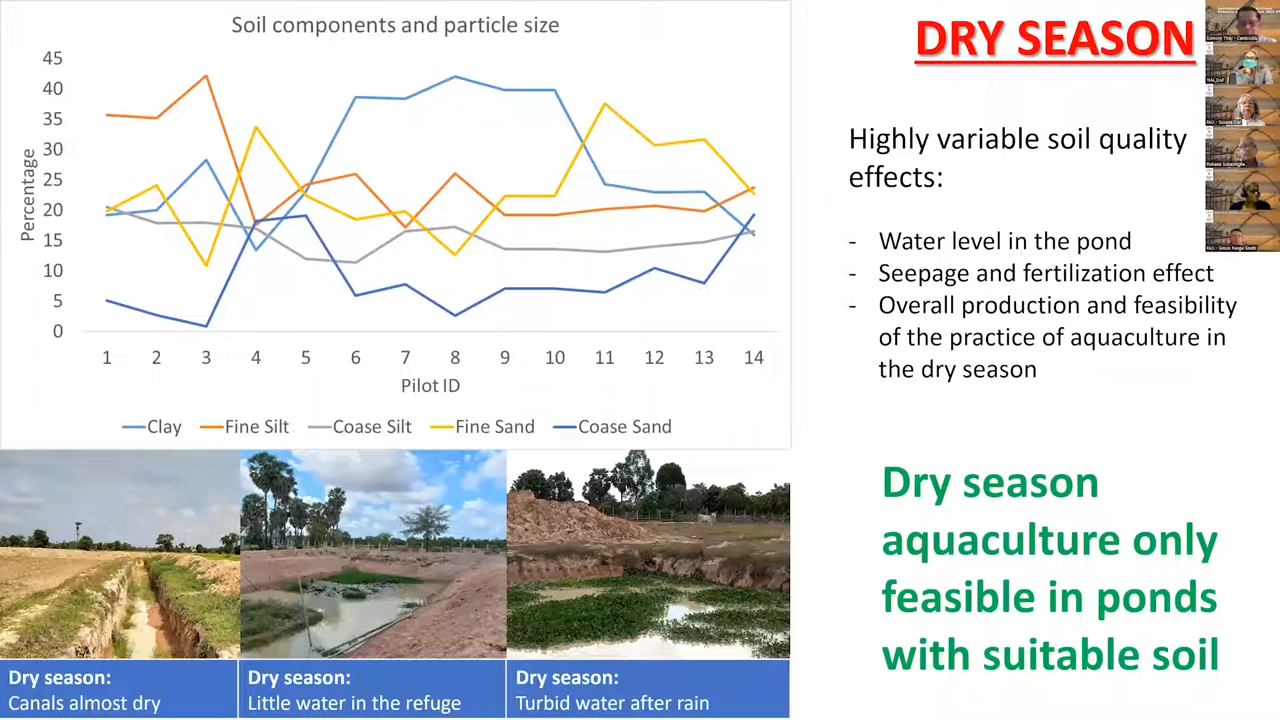 Soil components and particle size
45
40
35
30
25
20
15
10
5
0
Percentage
1 2 3 4 5 6 7 8 9 10 11 12 13 14
Pilot ID
Clay Fine Silt Coase Silt Fine Sand Coase Sand
Dry season:
Canals almost dry
Dry season:
Little water in the refuge
Dry season:
Turbid water after rain
DRY SEASON
Highly variable soil quality
effects:
- Water level in the pond
- Seepage and fertilization effect
- Overall production and feasibility
of the practice of aquaculture in
the dry season
Dry season
aquaculture only
feasible in ponds
with suitable soil